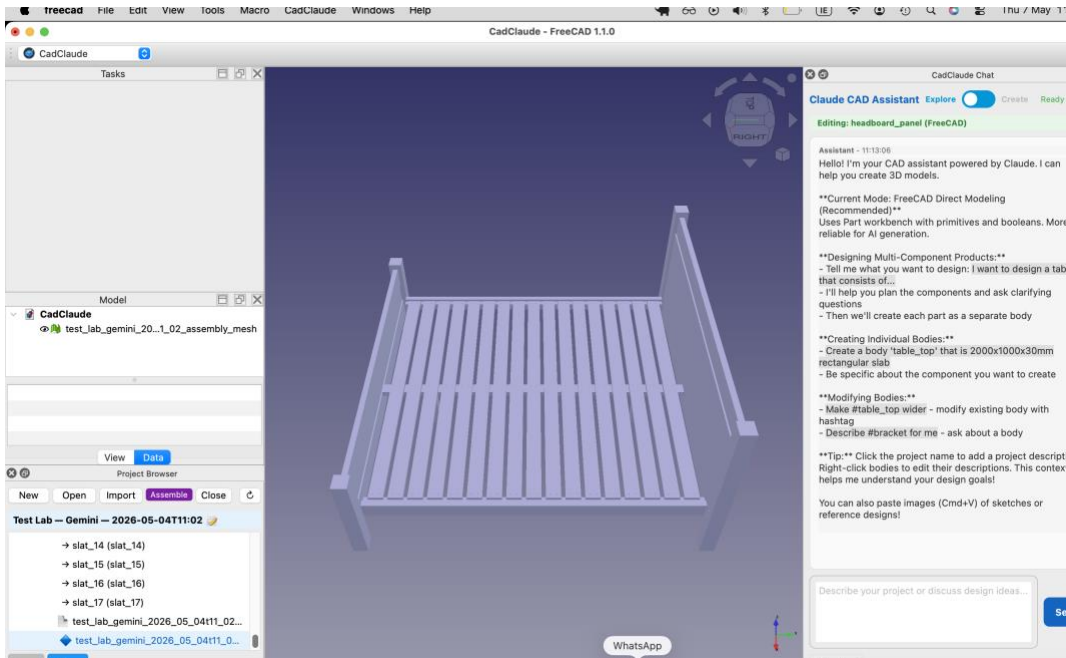 freecad File Edit View Tools Macro CadClaude Windows Help IE Thu 7 May 1
CadClaude - FreeCAD 1.1.0
CadClaude
Tasks
Model
CadClaude
test_lab_gemini_20...1_02_assembly_mesh
View Data
Project Browser
New Open Import Assemble Close
Test Lab — Gemini — 2026-05-04T11:02
→ slat_14 (slat_14)
→ slat_15 (slat_15)
→ slat_16 (slat_16)
→ slat_17 (slat_17)
test_lab_gemini_2026_05_04t11_02...
test_lab_gemini_2026_05_04t11_0...
RIGHT
WhatsApp
CadClaude Chat
Claude CAD Assistant Explore Create Ready
Editing: headboard_panel (FreeCAD)
Assistant - 11:13:06
Hello! I'm your CAD assistant powered by Claude. I can
help you create 3D models.
**Current Mode: FreeCAD Direct Modeling
(Recommended)**
Uses Part workbench with primitives and booleans. More
reliable for AI generation.
**Designing Multi-Component Products:**
- Tell me what you want to design: I want to design a tab
that consists of...
- I'll help you plan the components and ask clarifying
questions
- Then we'll create each part as a separate body
**Creating Individual Bodies:**
- Create a body 'table_top' that is 2000x1000x30mm
rectangular slab
- Be specific about the component you want to create
**Modifying Bodies:**
- Make #table_top wider - modify existing body with
hashtag
- Describe #bracket for me - ask about a body
**Tip:** Click the project name to add a project descript
Right-click bodies to edit their descriptions. This context
helps me understand your design goals!
You can also paste images (Cmd+V) of sketches or
reference designs!
Describe your project or discuss design ideas...
Se